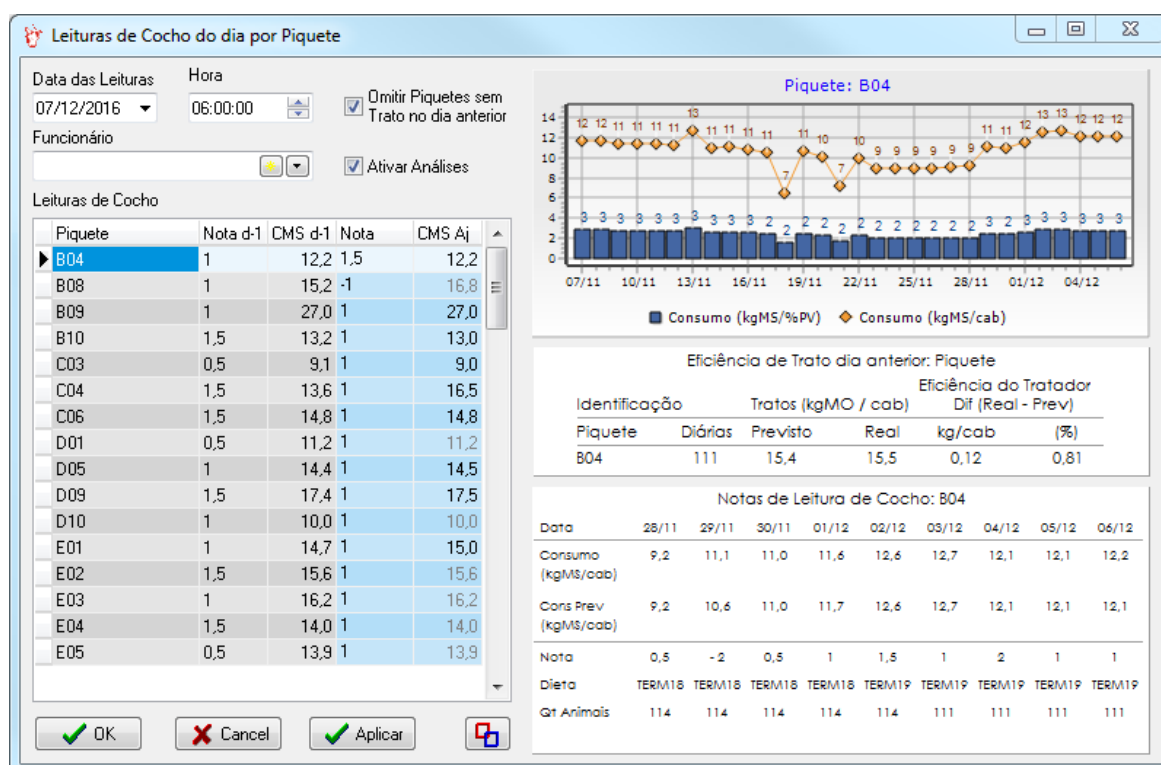 Leituras de Cocho do dia por Piquete
Data das Leituras Hora
07/12/2016 06:00:00
Omitir Piquetes sem
Trato no dia anterior
Funcionário
Ativar Análises
Leituras de Cocho
Piquete Nota d-1 CMS d-1 Nota CMS Aj
B04 1 12,2 1,5 12,2
B08 1 15,2 -1 16,8
B09 1 27,0 1 27,0
B10 1,5 13,2 1 13,0
C03 0,5 9,1 1 9,0
C04 1,5 13,6 1 16,5
C06 1,5 14,8 1 14,8
D01 0,5 11,2 1 11,2
D05 1 14,4 1 14,5
D09 1,5 17,4 1 17,5
D10 1 10,0 1 10,0
E01 1 14,7 1 15,0
E02 1,5 15,6 1 15,6
E03 1 16,2 1 16,2
E04 1,5 14,0 1 14,0
E05 0,5 13,9 1 13,9
OK Cancel Aplicar
Piquete: B04
14
12
10
8
6
4
2
0
12 12 11 11 11 11 13 11 11 11 11 7 11 10 7 10 9 9 9 9 9 9 11 11 12 13 13 12 12 12
3 3 3 3 3 3 3 3 3 3 2 2 2 2 2 2 2 2 2 2 2 2 3 2 3 3 3 3 3 3
07/11 10/11 13/11 16/11 19/11 22/11 25/11 28/11 01/12 04/12
Consumo (kgMS/%PV) Consumo (kgMS/cab)
Eficiência de Trato dia anterior: Piquete
Identificação Tratos (kgMO / cab) Eficiência do Tratador
Dif (Real - Prev)
Piquete Diárias Previsto Real kg/cab (%)
B04 111 15,4 15,5 0,12 0,81
Notas de Leitura de Cocho: B04
Data 28/11 29/11 30/11 01/12 02/12 03/12 04/12 05/12 06/12
Consumo 9,2 11,1 11,0 11,6 12,6 12,7 12,1 12,1 12,2
(kgMS/cab)
Cons Prev 9,2 10,6 11,0 11,7 12,6 12,7 12,1 12,1 12,1
(kgMS/cab)
Nota 0,5 -2 0,5 1 1,5 1 2 1 1
Dieta TERM18 TERM18 TERM18 TERM18 TERM19 TERM19 TERM19 TERM19 TERM19
Qt Animais 114 114 114 114 114 111 111 111 111